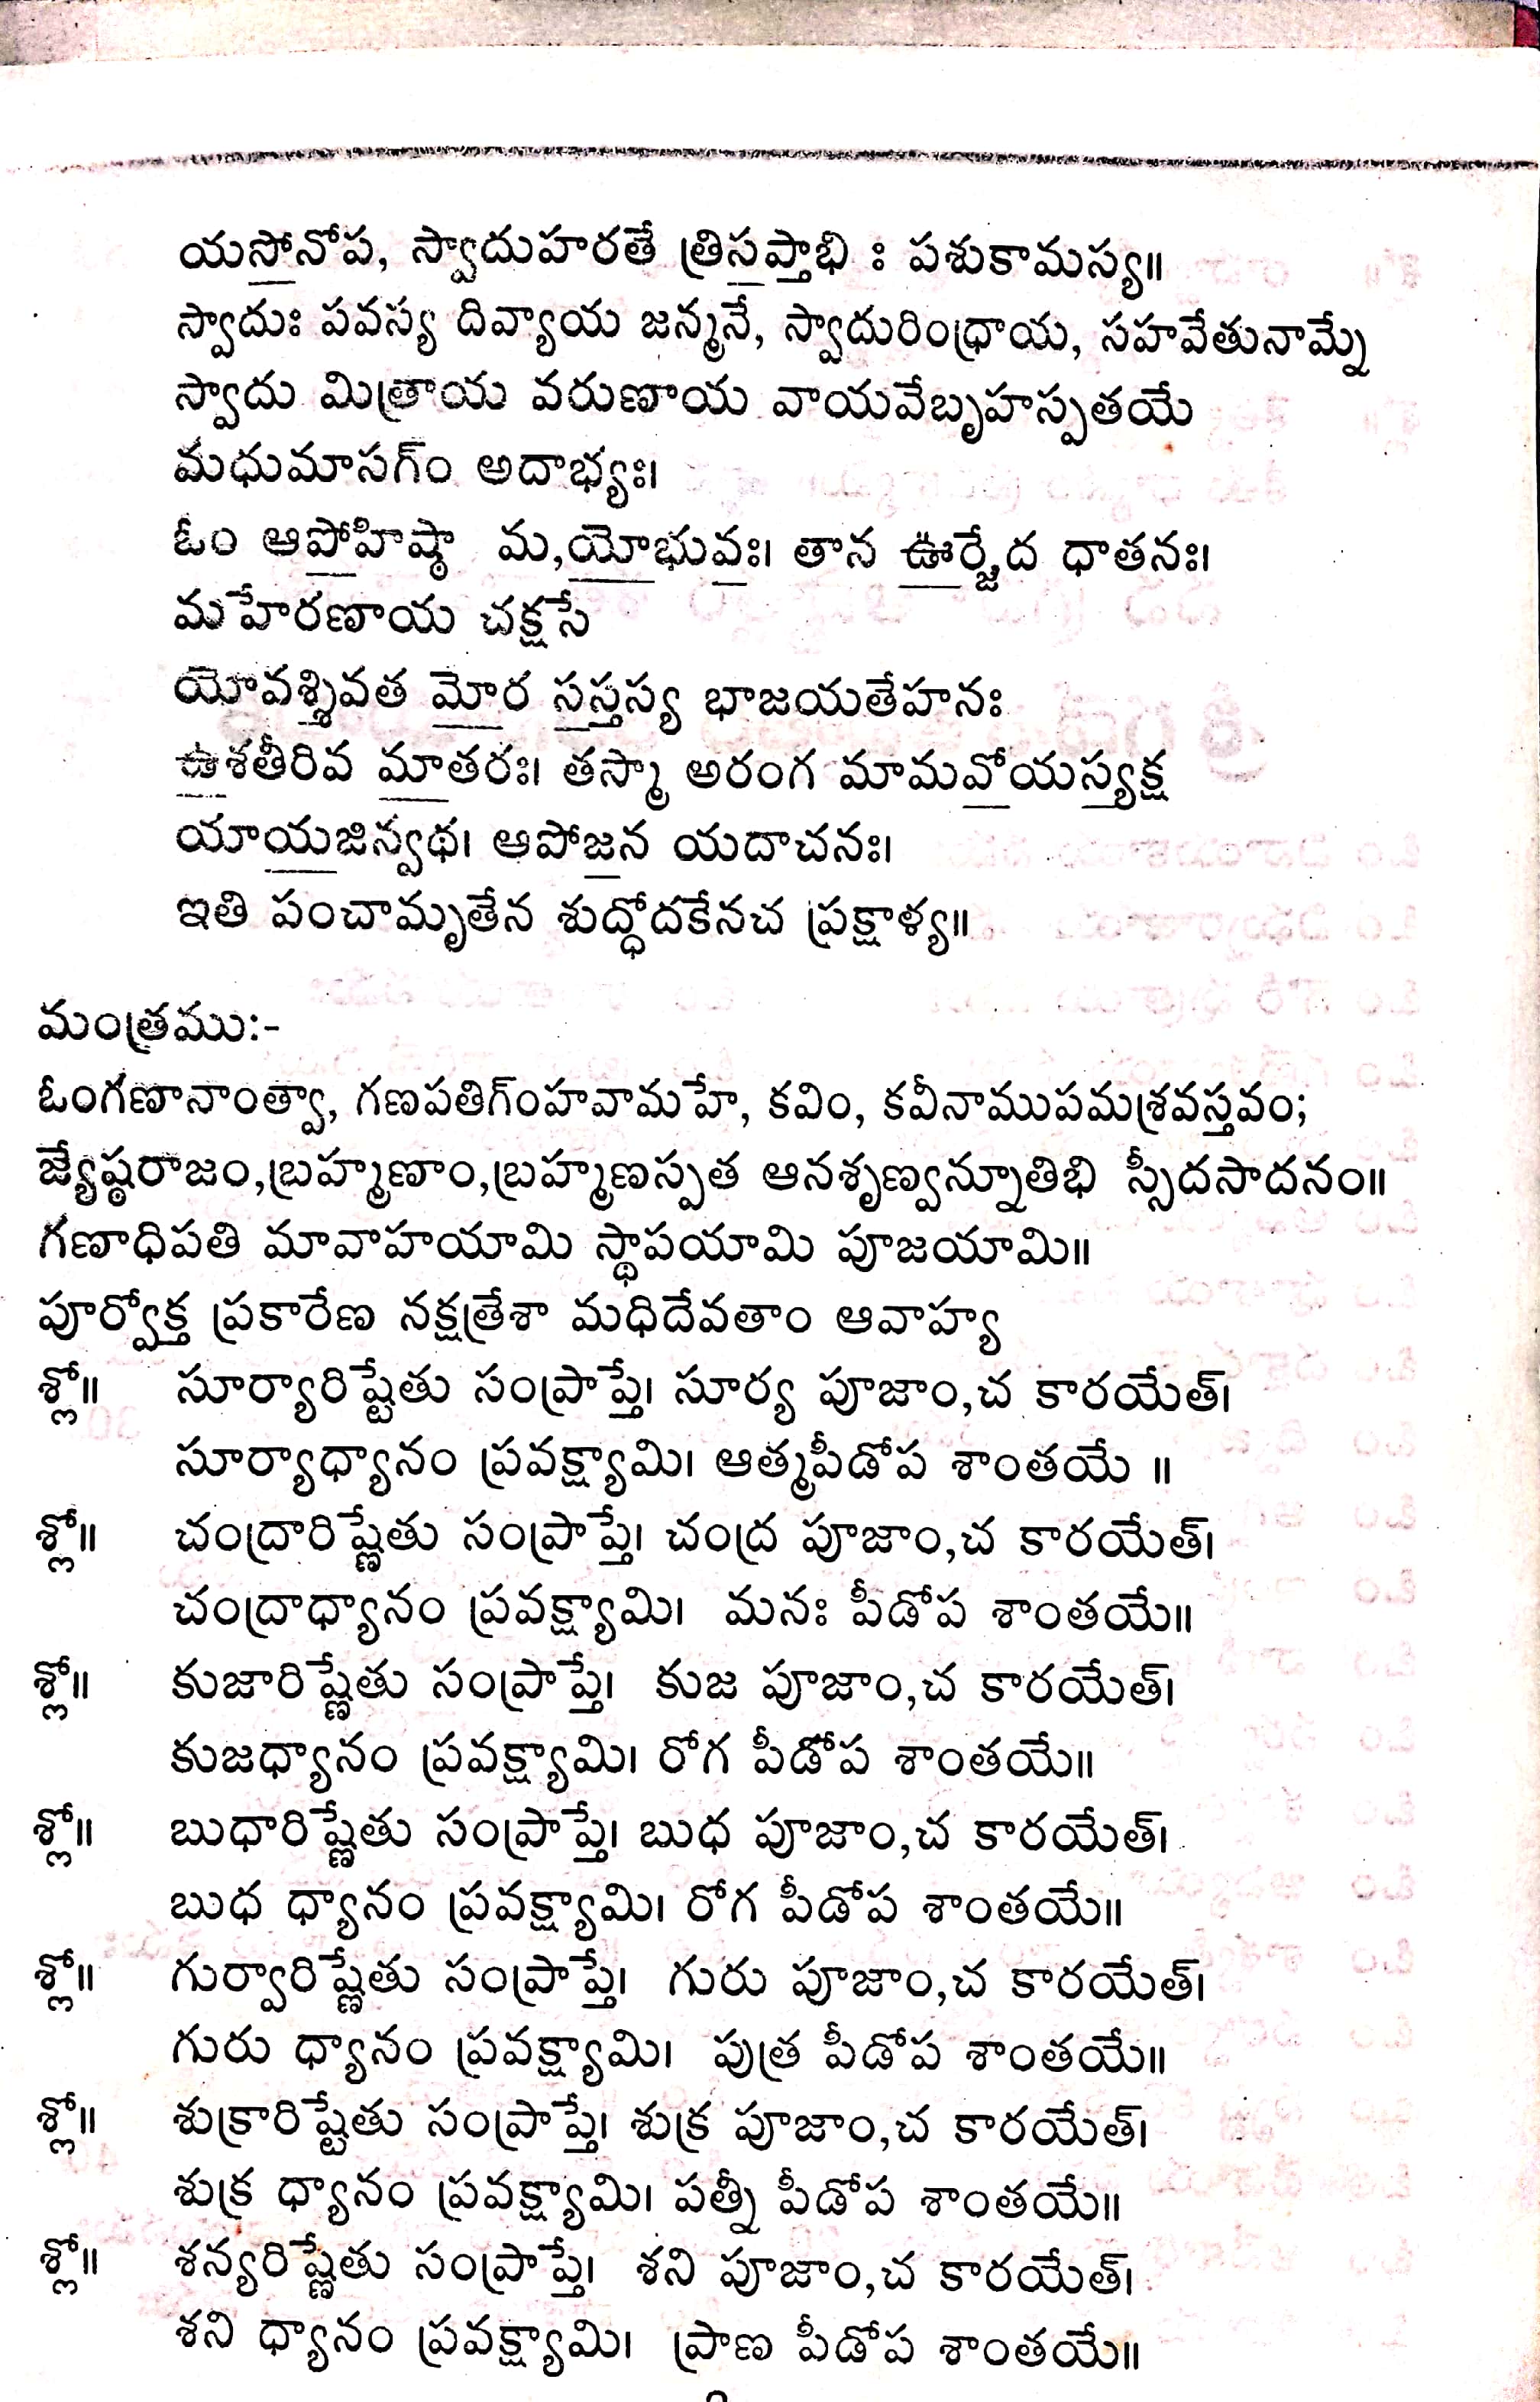 యసోనోప, స్వాదుహరతే త్రిసప్తాభి ః పశుకామస్య॥
స్వాదుః పవస్య దివ్యాయ జన్మనే, స్వాదురింధ్రాయ, సహవేతునామ్నే
స్వాదు మిత్రాయ వరుణాయ వాయవేబృహస్పతయే
మధుమాసగ్ం అదాభ్యః।
ఓం ఆపోహిష్ఠా మ,యోభువః। తాన ఊర్జేద ధాతనః।
మహేరణాయ చక్షసే
యోవశ్శివత మోర సస్తస్య భాజయతేహనః
ఉశతీరివ మాతరః। తస్మా అరంగ మామవోయస్యక్ష
యాయజిన్వథ। ఆపోజన యదాచనః।
ఇతి పంచామృతేన శుద్ధోదకేనచ ప్రక్షాళ్య॥
మంత్రము:-
ఓంగణానాంత్వా, గణపతిగ్ంహవామహే, కవిం, కవీనాముపమశ్రవస్తవం;
జ్యేష్ఠరాజం,బ్రహ్మణాం,బ్రహ్మణస్పత ఆనశృణ్వన్నూతిభి స్సీదసాదనం॥
గణాధిపతి మావాహయామి స్థాపయామి పూజయామి॥
పూర్వోక్త ప్రకారేణ నక్షత్రేశా మధిదేవతాం ఆవాహ్య
శ్లో॥ సూర్యారిష్టేతు సంప్రాప్తే। సూర్య పూజాం,చ కారయేత్।
సూర్యాధ్యానం ప్రవక్ష్యామి। ఆత్మపీడోప శాంతయే ॥
శ్లో॥ చంద్రారిష్ణేతు సంప్రాప్తే। చంద్ర పూజాం,చ కారయేత్।
చంద్రాధ్యానం ప్రవక్ష్యామి। మనః పీడోప శాంతయే॥
శ్లో॥ కుజారిష్ణేతు సంప్రాప్తే। కుజ పూజాం,చ కారయేత్।
కుజధ్యానం ప్రవక్ష్యామి। రోగ పీడోప శాంతయే॥
శ్లో॥ బుధారిష్ణేతు సంప్రాప్తే। బుధ పూజాం,చ కారయేత్।
బుధ ధ్యానం ప్రవక్ష్యామి। రోగ పీడోప శాంతయే॥
శ్లో॥ గుర్వారిష్ణేతు సంప్రాప్తే। గురు పూజాం,చ కారయేత్।
గురు ధ్యానం ప్రవక్ష్యామి। పుత్ర పీడోప శాంతయే॥
శ్లో॥ శుక్రారిష్టేతు సంప్రాప్తే। శుక్ర పూజాం,చ కారయేత్।
శుక్ర ధ్యానం ప్రవక్ష్యామి। పత్నీ పీడోప శాంతయే॥
శ్లో॥ శన్యరిష్ణేతు సంప్రాప్తే। శని పూజాం,చ కారయేత్।
శని ధ్యానం ప్రవక్ష్యామి। ప్రాణ పీడోప శాంతయే॥